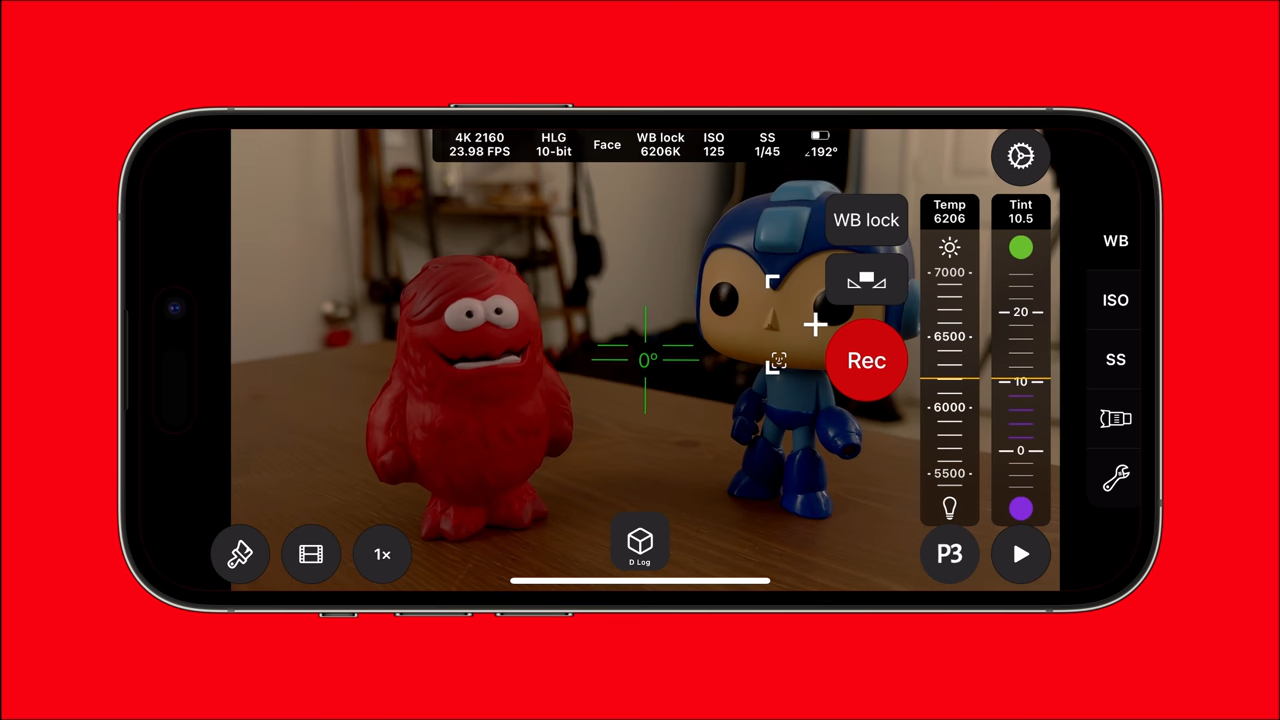 4K 2160
23.98 FPS
HLG
10-bit
Face
WB lock
6206K
ISO
125
SS
1/45
∠192°
WB lock
Rec
Temp
6206
7000
6500
6000
5500
Tint
10.5
20
10
0
WB
ISO
SS
0°
1×
D Log
P3